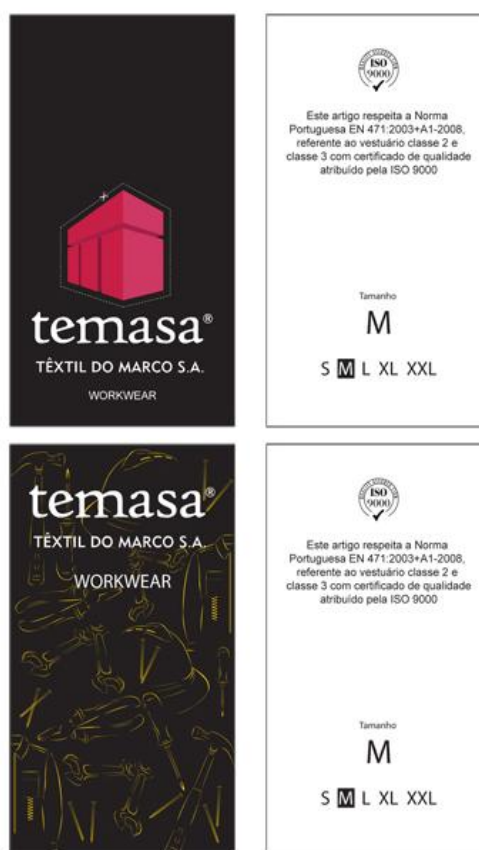 temasa®
TÊXTIL DO MARCO S.A.
WORKWEAR
ISO
9000
Este artigo respeita a Norma
Portuguesa EN 471:2003+A1-2008,
referente ao vestuário classe 2 e
classe 3 com certificado de qualidade
atribuído pela ISO 9000
Tamanho
M
S M L XL XXL
temasa®
TÊXTIL DO MARCO S.A.
WORKWEAR
ISO
9000
Este artigo respeita a Norma
Portuguesa EN 471:2003+A1-2008,
referente ao vestuário classe 2 e
classe 3 com certificado de qualidade
atribuído pela ISO 9000
Tamanho
M
S M L XL XXL